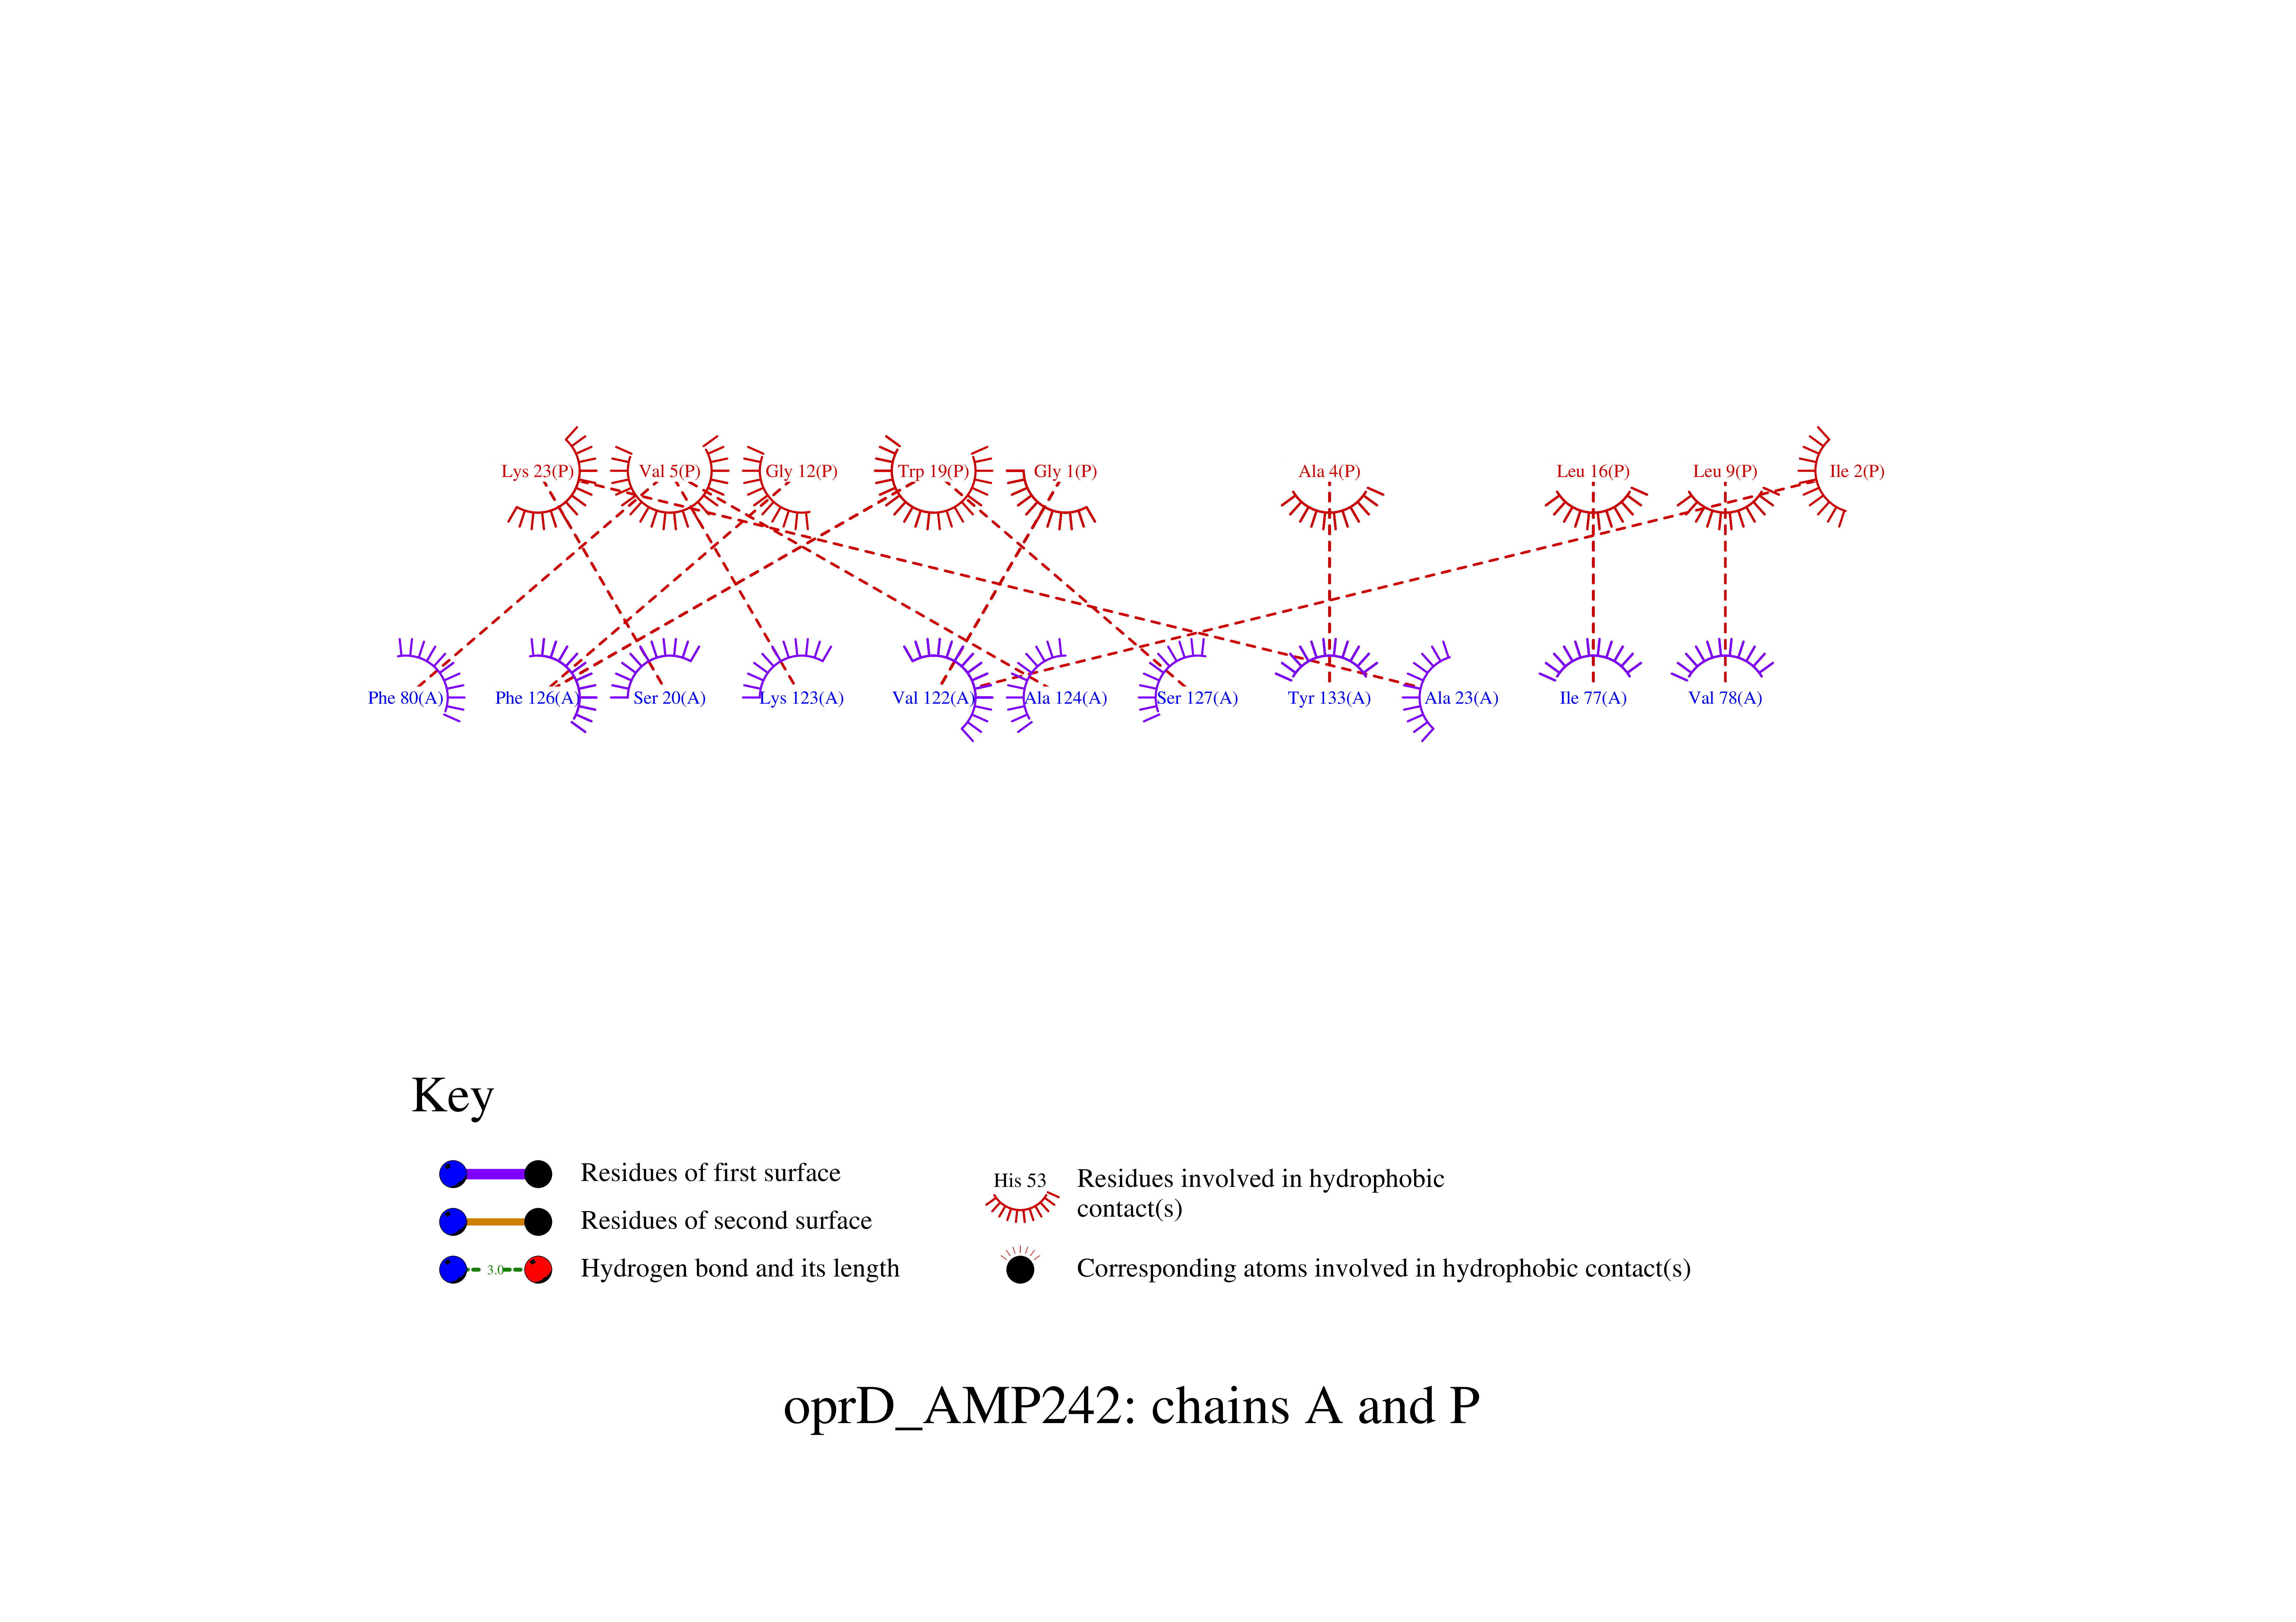 Lys 23(P) Val 5(P) Gly 12(P) Trp 19(P) Gly 1(P) Ala 4(P) Leu 16(P) Leu 9(P) Ile 2(P)
Phe 80(A) Phe 126(A) Ser 20(A) Lys 123(A) Val 122(A) Ala 124(A) Ser 127(A) Tyr 133(A) Ala 23(A) Ile 77(A) Val 78(A)
Key
Residues of first surface
Residues of second surface
3.0 Hydrogen bond and its length
His 53 Residues involved in hydrophobic
contact(s)
Corresponding atoms involved in hydrophobic contact(s)
oprD_AMP242: chains A and P